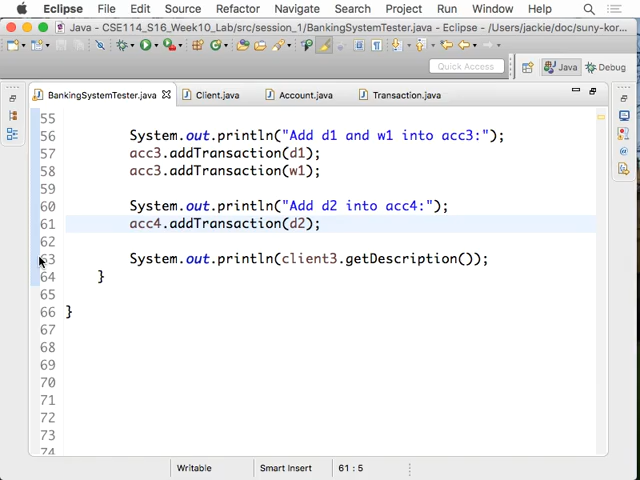 Eclipse File Edit Source Refactor Navigate Search Project Run Window Help
Java - CSE114_S16_Week10_Lab/src/session_1/BankingSystemTester.java - Eclipse - /Users/jackie/doc/suny-kor...
Quick Access
Java
Debug
BankingSystemTester.java
Client.java
Account.java
Transaction.java
55
56 System.out.println("Add d1 and w1 into acc3:");
57 acc3.addTransaction(d1);
58 acc3.addTransaction(w1);
59
60 System.out.println("Add d2 into acc4:");
61 acc4.addTransaction(d2);
62
63 System.out.println(client3.getDescription());
64 }
65
66 }
67
68
69
70
71
72
73
74
Writable
Smart Insert
61 : 5